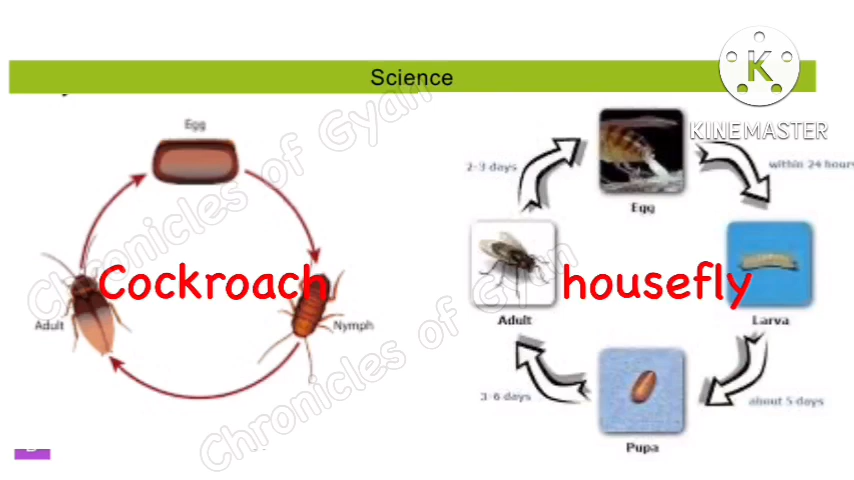 Science
K
KINEMASTER
Egg
Cockroach
Adult
Nymph
Chronicles of Gyan
Chronicles of Gyan
2-3 days
within 24 hours
Egg
housefly
Adult
Larva
3-6 days
about 5 days
Pupa